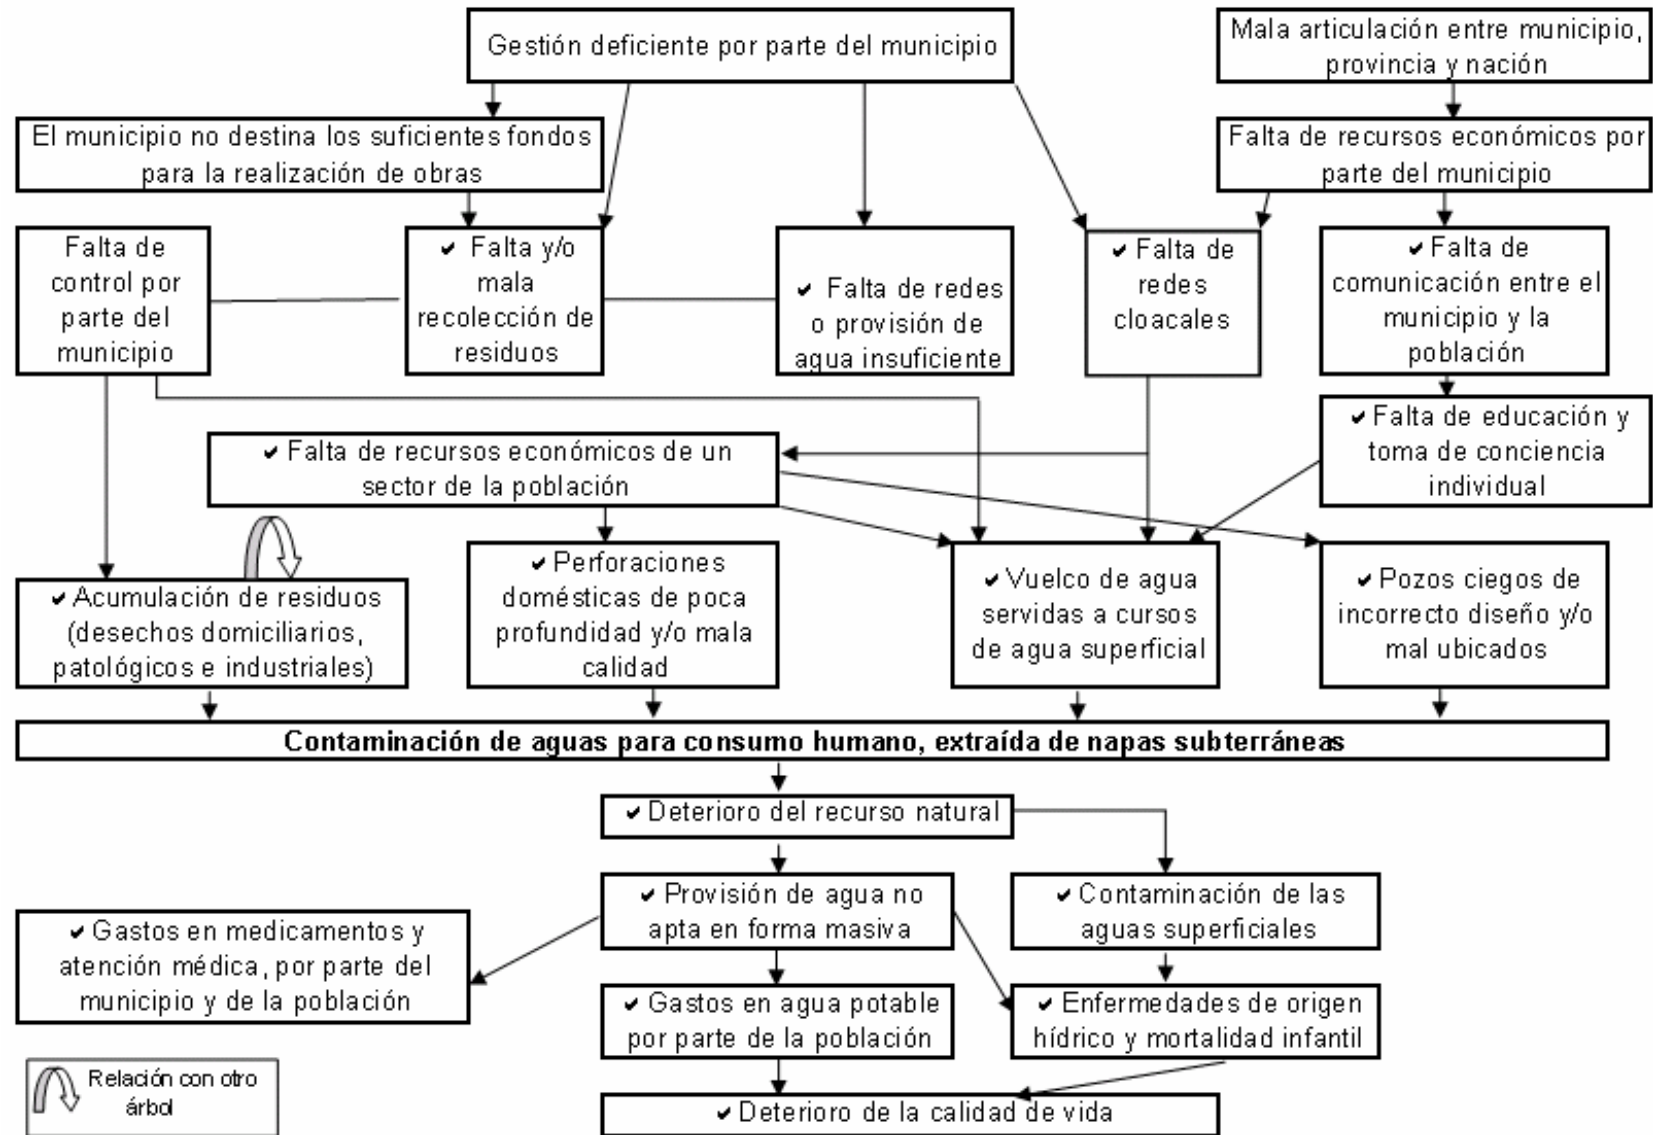 Gestión deficiente por parte del municipio
Mala articulación entre municipio,
provincia y nación
El municipio no destina los suficientes fondos
para la realización de obras
Falta de recursos económicos por
parte del municipio
Falta de
control por
parte del
municipio
✔ Falta y/o
mala
recolección de
residuos
✔ Falta de redes
o provisión de
agua insuficiente
✔ Falta de
redes
cloacales
✔ Falta de
comunicación entre el
municipio y la
población
✔ Falta de educación y
toma de conciencia
individual
✔ Falta de recursos económicos de un
sector de la población
✔ Acumulación de residuos
(desechos domiciliarios,
patológicos e industriales)
✔ Perforaciones
domésticas de poca
profundidad y/o mala
calidad
✔ Vuelco de agua
servidas a cursos
de agua superficial
✔ Pozos ciegos de
incorrecto diseño y/o
mal ubicados
Contaminación de aguas para consumo humano, extraída de napas subterráneas
✔ Deterioro del recurso natural
✔ Provisión de agua no
apta en forma masiva
✔ Contaminación de las
aguas superficiales
✔ Gastos en medicamentos y
atención médica, por parte del
municipio y de la población
✔ Gastos en agua potable
por parte de la población
✔ Enfermedades de origen
hídrico y mortalidad infantil
Relación con otro
árbol
✔ Deterioro de la calidad de vida